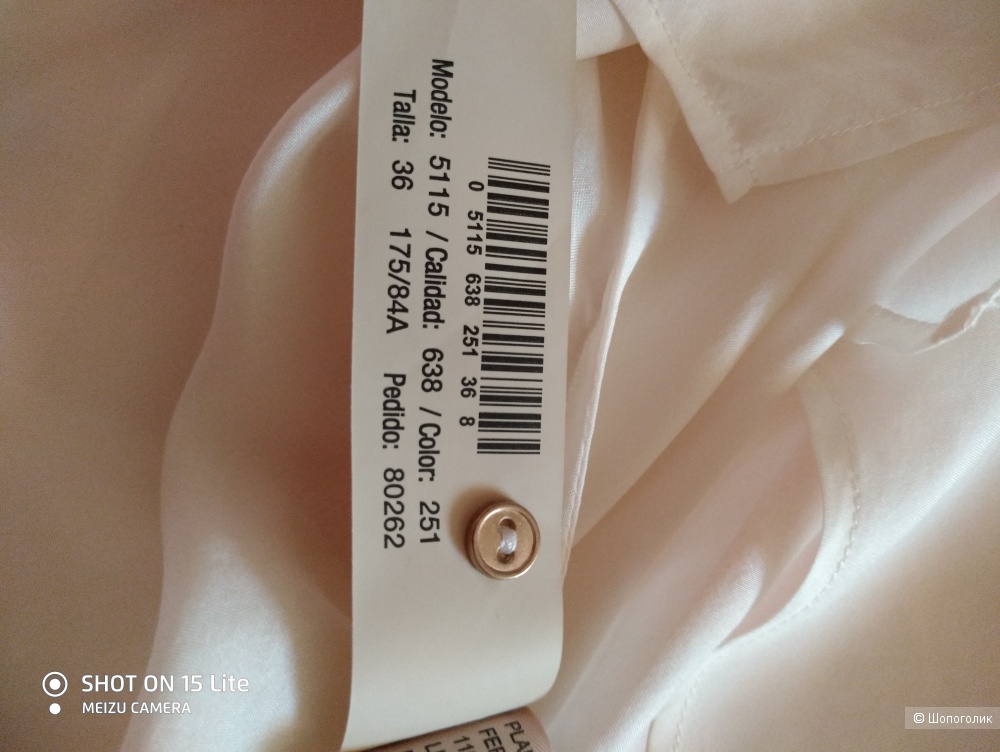 0 5115 638 251 36 8
Modelo: 5115 / Calidad: 638 / Color: 251
Talla: 36 175/84A Pedido: 80262
SHOT ON 15 Lite
MEIZU CAMERA
© Шопоголик